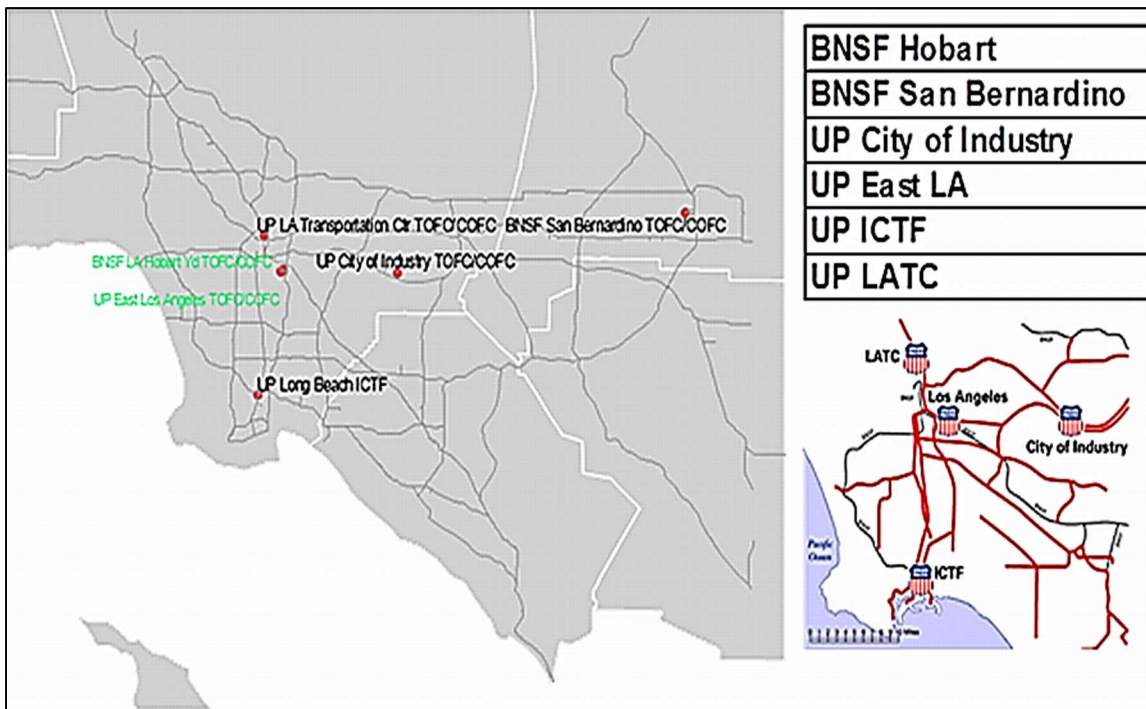 BNSF Hobart
BNSF San Bernardino
UP City of Industry
UP East LA
UP ICTF
UP LATC
UP LA Transportation Ctr TOFC/COFC
BNSF San Bernardino TOFC/COFC
BNSF LA Hobart Yd TOFC/COFC
UP City of Industry TOFC/COFC
UP East Los Angeles TOFC/COFC
UP Long Beach ICTF
LATC
Los Angeles
City of Industry
Pacific
Ocean
ICTF